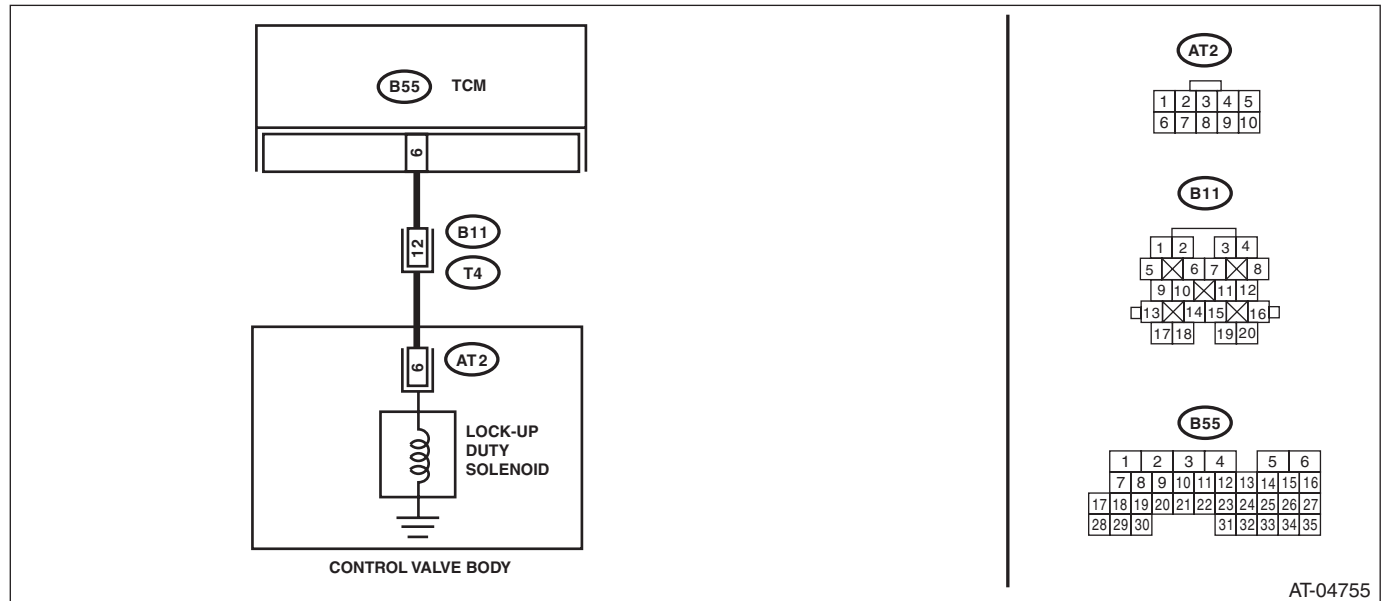 B55 TCM
6
B11
12
T4
6
AT2
LOCK-UP
DUTY
SOLENOID
CONTROL VALVE BODY
AT2
1 2 3 4 5
6 7 8 9 10
B11
1 2 3 4
5 6 7 8
9 10 11 12
13 14 15 16
17 18 19 20
B55
1 2 3 4 5 6
7 8 9 10 11 12 13 14 15 16
17 18 19 20 21 22 23 24 25 26 27
28 29 30 31 32 33 34 35
AT-04755